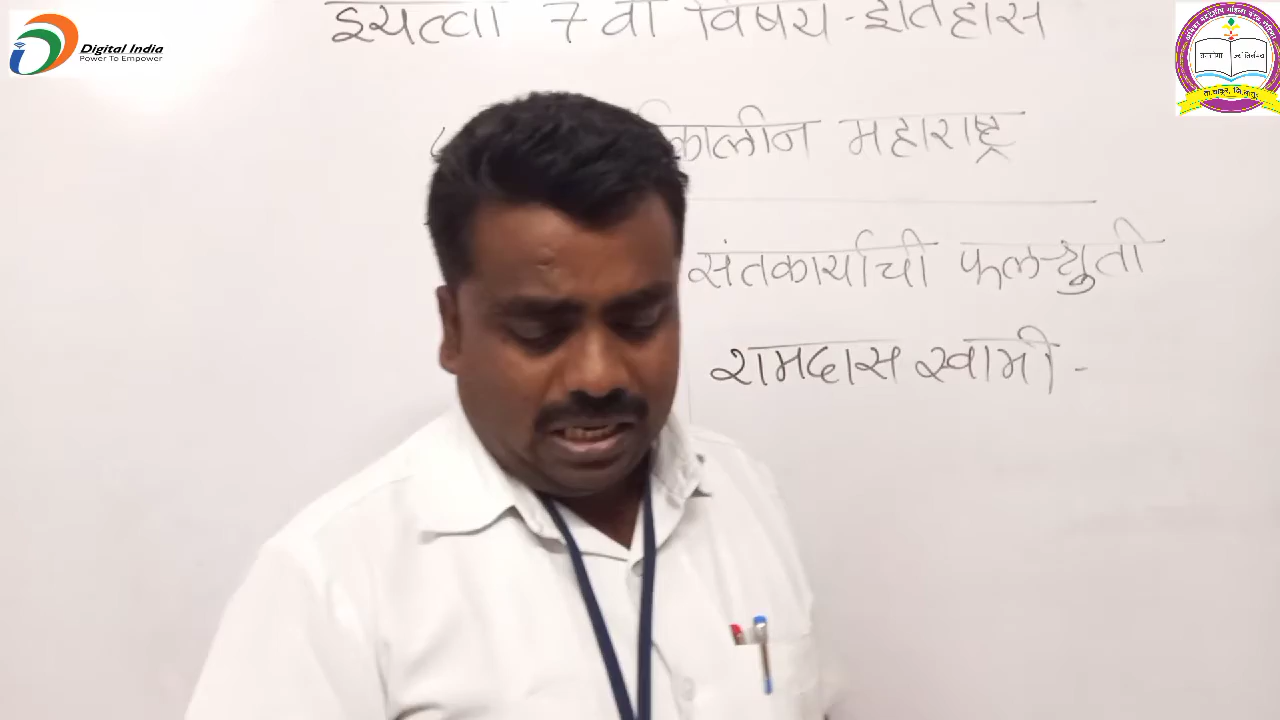 Digital India
Power To Empower
इयत्ता 7 वी विषय - इतिहास
कालीन महाराष्ट्र
संतकार्याची फलश्रुती
रामदास स्वामी -